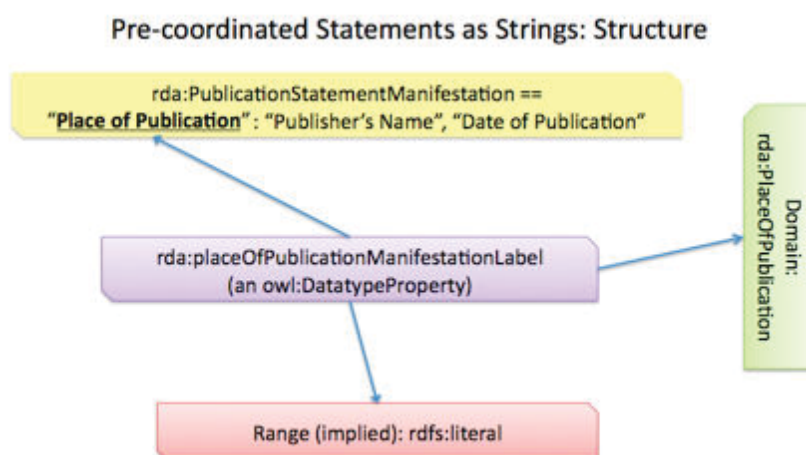 Pre-coordinated Statements as Strings: Structure
rda:PublicationStatementManifestation ==
“Place of Publication” : “Publisher’s Name”, “Date of Publication“
Domain:
rda:PlaceOfPublication
rda:placeOfPublicationManifestationLabel
(an owl:DatatypeProperty)
Range (implied): rdfs:literal